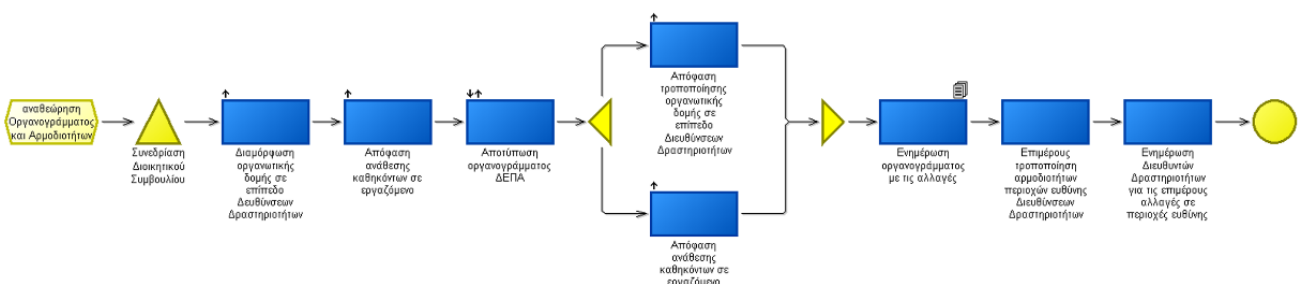 αναθεώρηση
Οργανογράμματος
και Αρμοδιοτήτων
Συνεδρίαση
Διοικητικού
Συμβουλίου
Διαμόρφωση
οργανωτικής
δομής σε
επίπεδο
Δευθύνσεων
Δραστηριοτήτων
Απόφαση
ανάθεσης
καθηκόντων σε
εργαζόμενο
Αποτύπωση
οργανογράμματος
ΔΕΠΑ
Απόφαση
τροποποίησης
οργανωτικής
δομής σε
επίπεδο
Διευθύνσεων
Δραστηριοτήτων
Απόφαση
ανάθεσης
καθηκόντων σε
εργαζόμενο
Ενημέρωση
οργανογράμματος
με τις αλλαγές
Επιμέρους
τροποποίηση
αρμοδιοτήτων
περιοχών ευθύνης
Διευθύνσεων
Δραστηριοτήτων
Ενημέρωση
Διευθυντών
Δραστηριοτήτων
για τις επιμέρους
αλλαγές σε
περιοχές ευθύνης